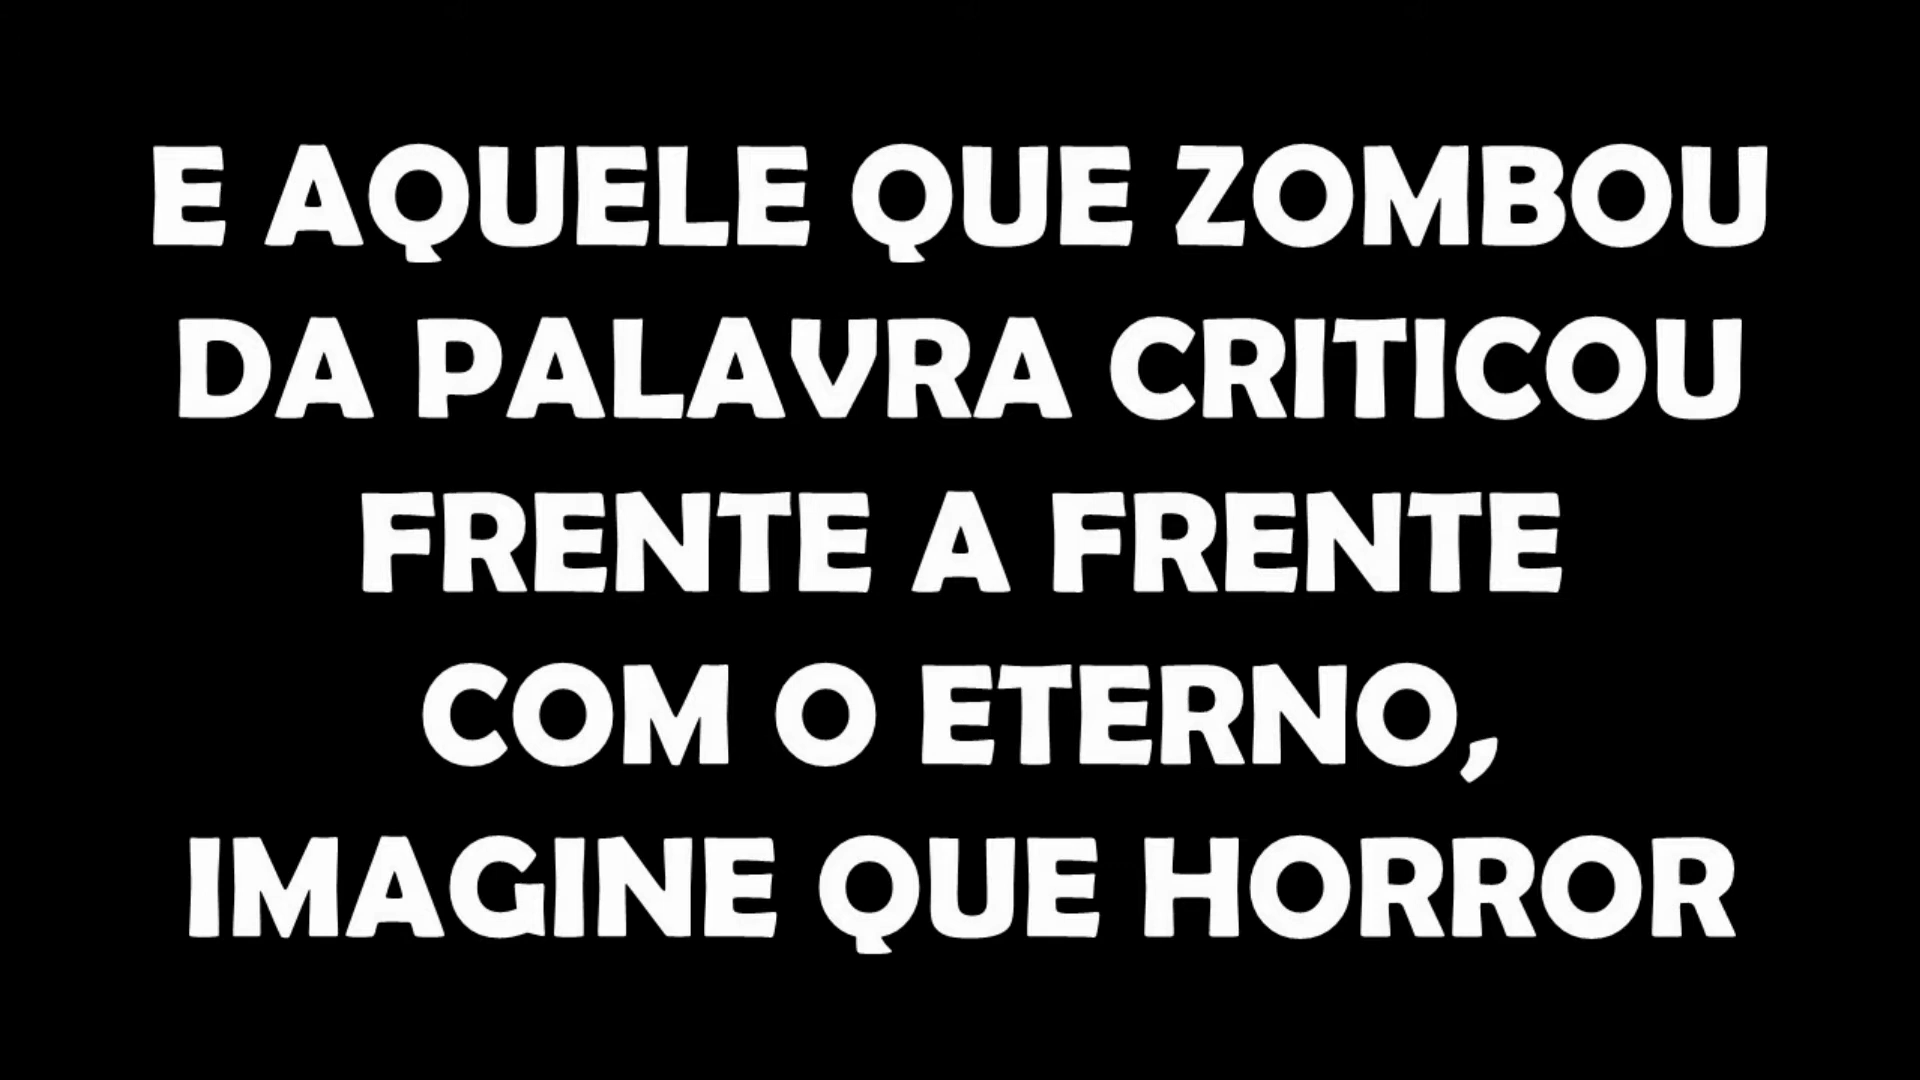 E AQUELE QUE ZOMBOU
DA PALAVRA CRITICOU
FRENTE A FRENTE
COM O ETERNO,
IMAGINE QUE HORROR